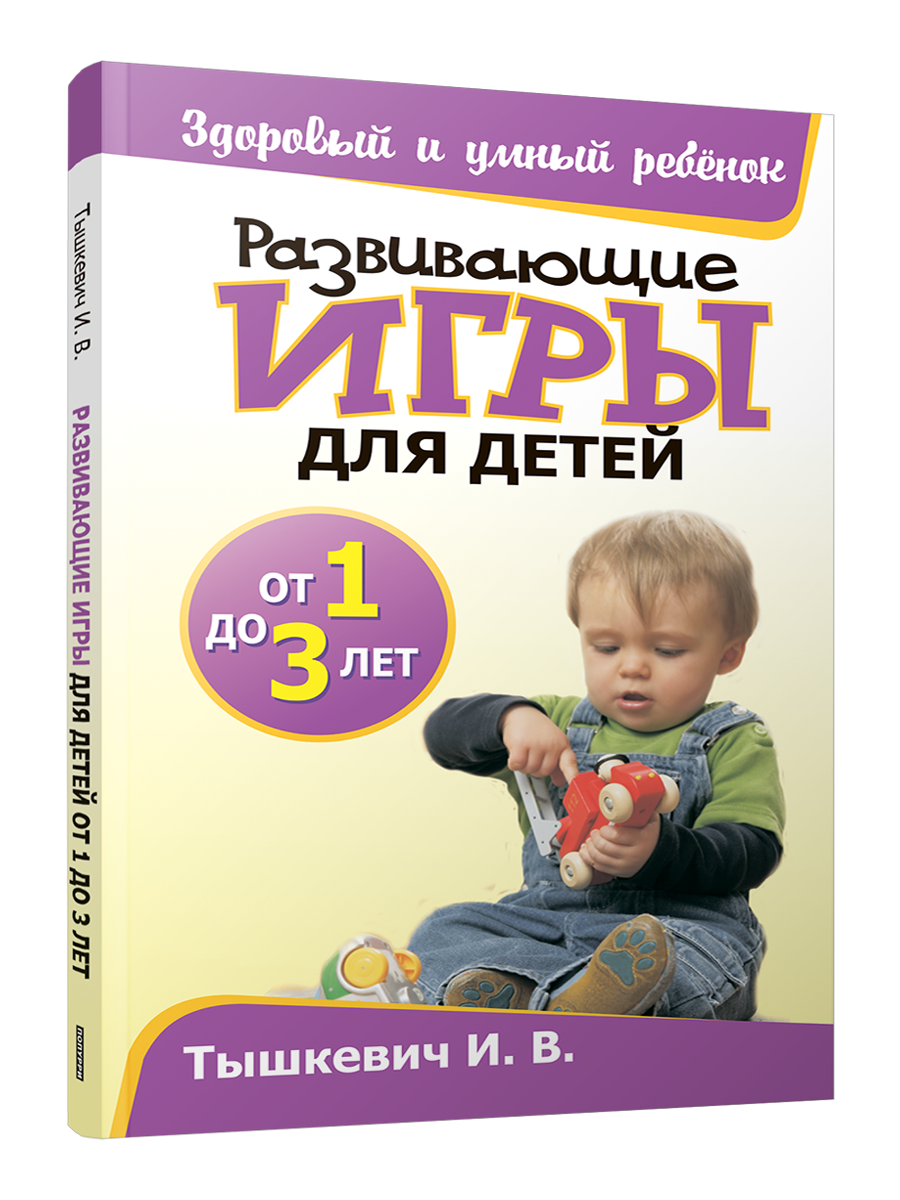 Здоровый и умный ребёнок
Развивающие
ИГРЫ
ДЛЯ ДЕТЕЙ
ОТ 1
ДО 3 ЛЕТ
Тышкевич И. В.
Тышкевич И. В. РАЗВИВАЮЩИЕ ИГРЫ ДЛЯ ДЕТЕЙ ОТ 1 ДО 3 ЛЕТ ПОПУРРИ